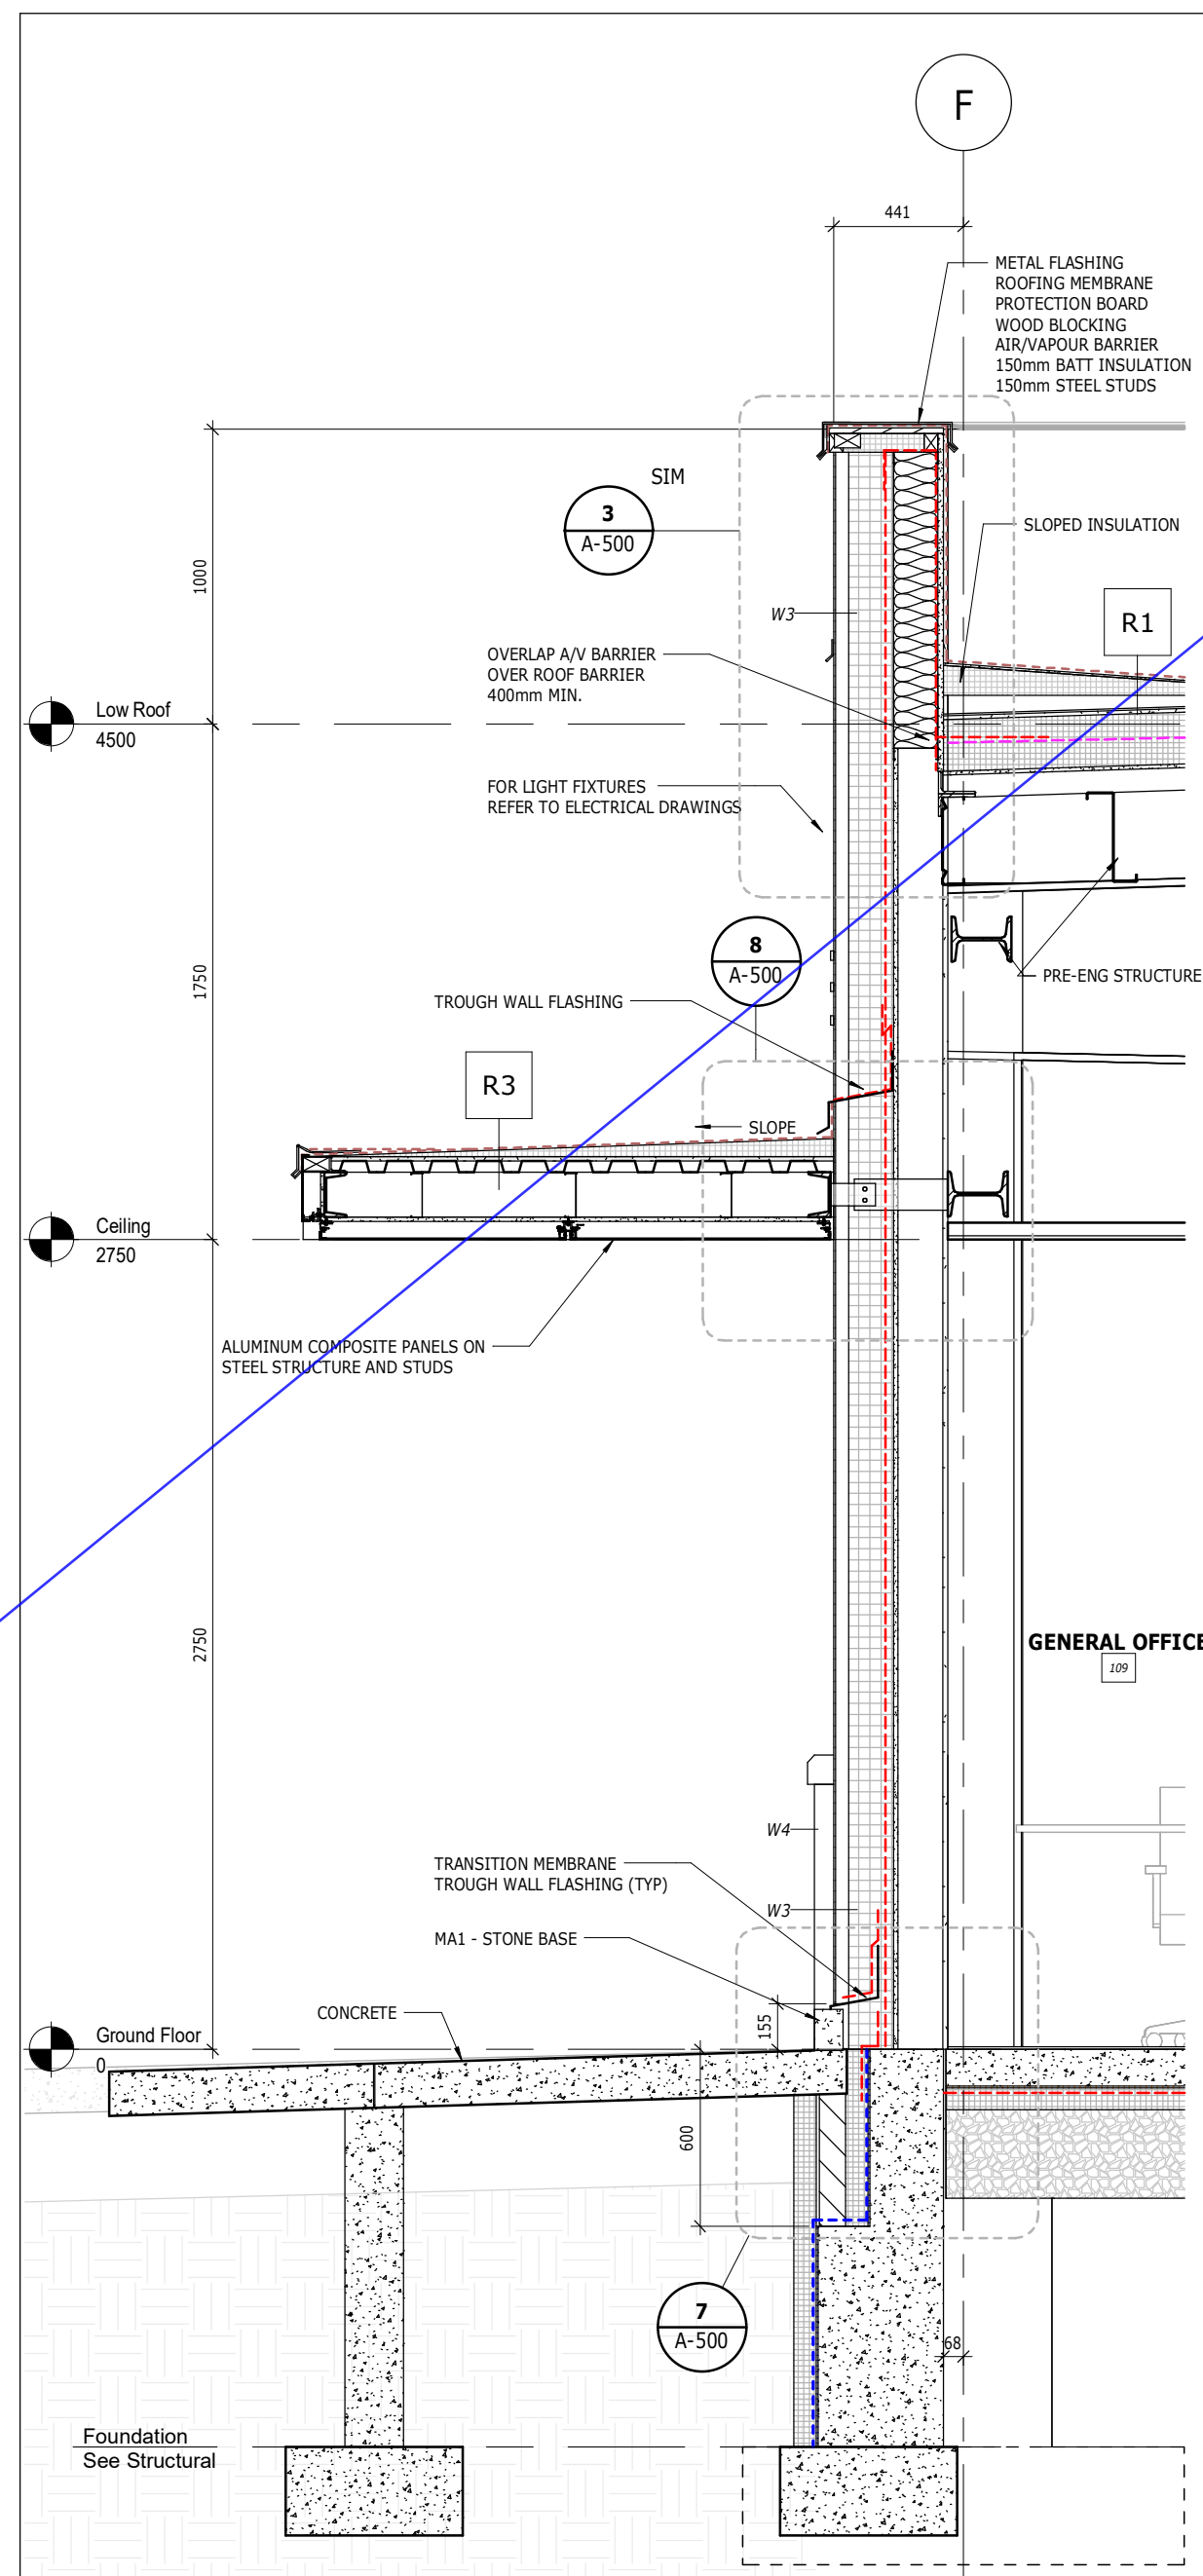 F
441
METAL FLASHING
ROOFING MEMBRANE
PROTECTION BOARD
WOOD BLOCKING
AIR/VAPOUR BARRIER
150mm BATT INSULATION
150mm STEEL STUDS
SIM
3
A-500
SLOPED INSULATION
1000
W3
R1
OVERLAP A/V BARRIER
OVER ROOF BARRIER
400mm MIN.
Low Roof
4500
FOR LIGHT FIXTURES
REFER TO ELECTRICAL DRAWINGS
8
A-500
PRE-ENG STRUCTURE
1750
TROUGH WALL FLASHING
R3
SLOPE
Ceiling
2750
ALUMINUM COMPOSITE PANELS ON
STEEL STRUCTURE AND STUDS
2750
GENERAL OFFICE
109
W4
TRANSITION MEMBRANE
TROUGH WALL FLASHING (TYP)
W3
MA1 - STONE BASE
CONCRETE
155
Ground Floor
0
600
7
A-500
68
Foundation
See Structural